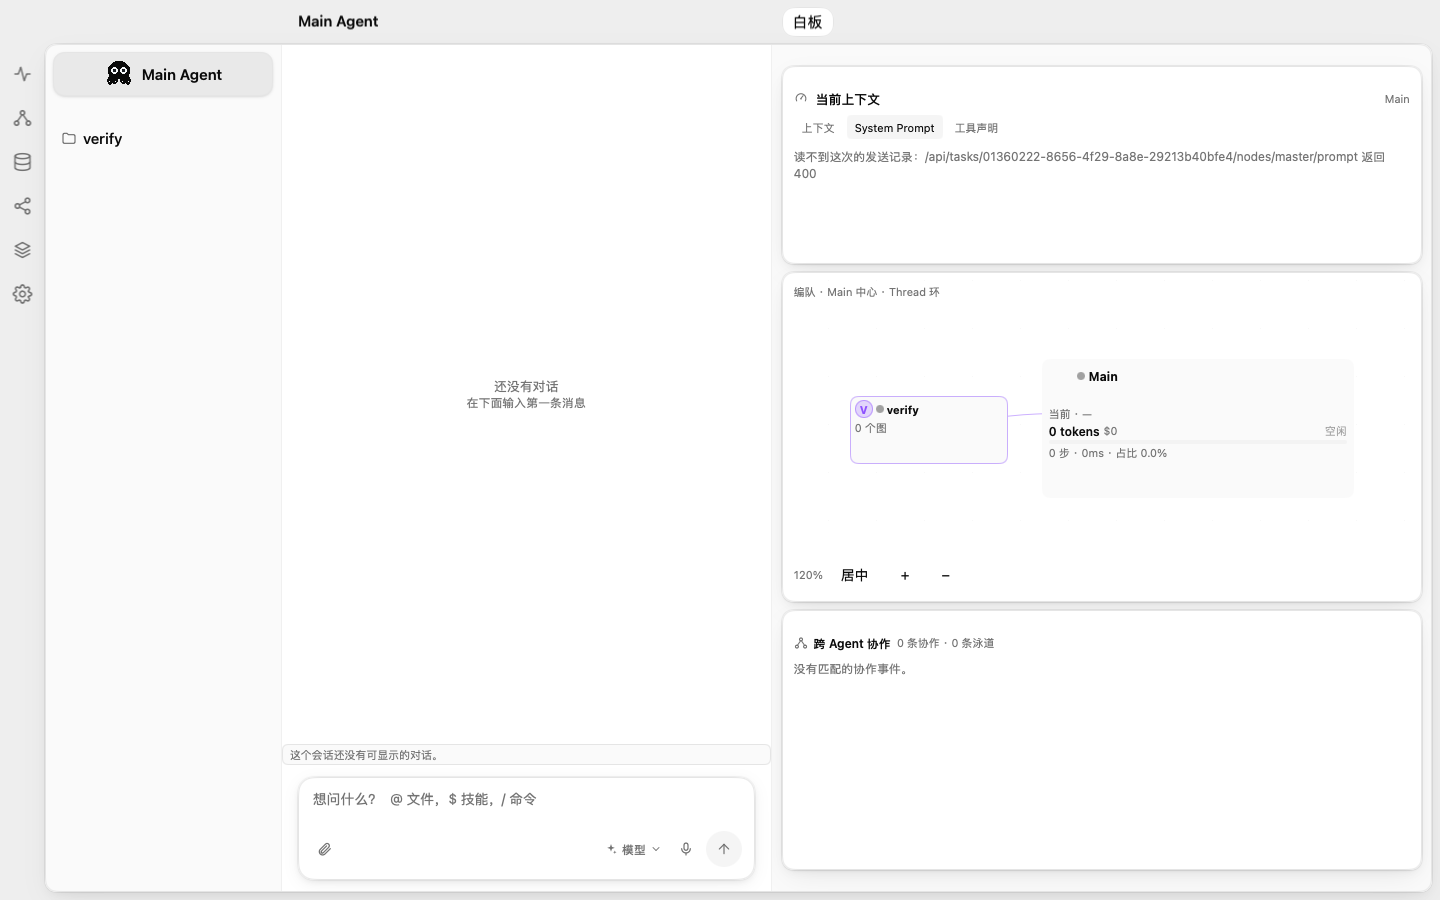 Main Agent
白板
Main Agent
verify
还没有对话
在下面输入第一条消息
这个会话还没有可显示的对话。
想问什么？ @ 文件，$ 技能，/ 命令
模型
当前上下文
Main
上下文
System Prompt
工具声明
读不到这次的发送记录：/api/tasks/01360222-8656-4f29-8a8e-29213b40bfe4/nodes/master/prompt 返回
400
编队 · Main 中心 · Thread 环
V verify
0 个图
Main
当前 · —
0 tokens $0
空闲
0 步 · 0ms · 占比 0.0%
120%
居中
+
−
跨 Agent 协作 0 条协作 · 0 条泳道
没有匹配的协作事件。